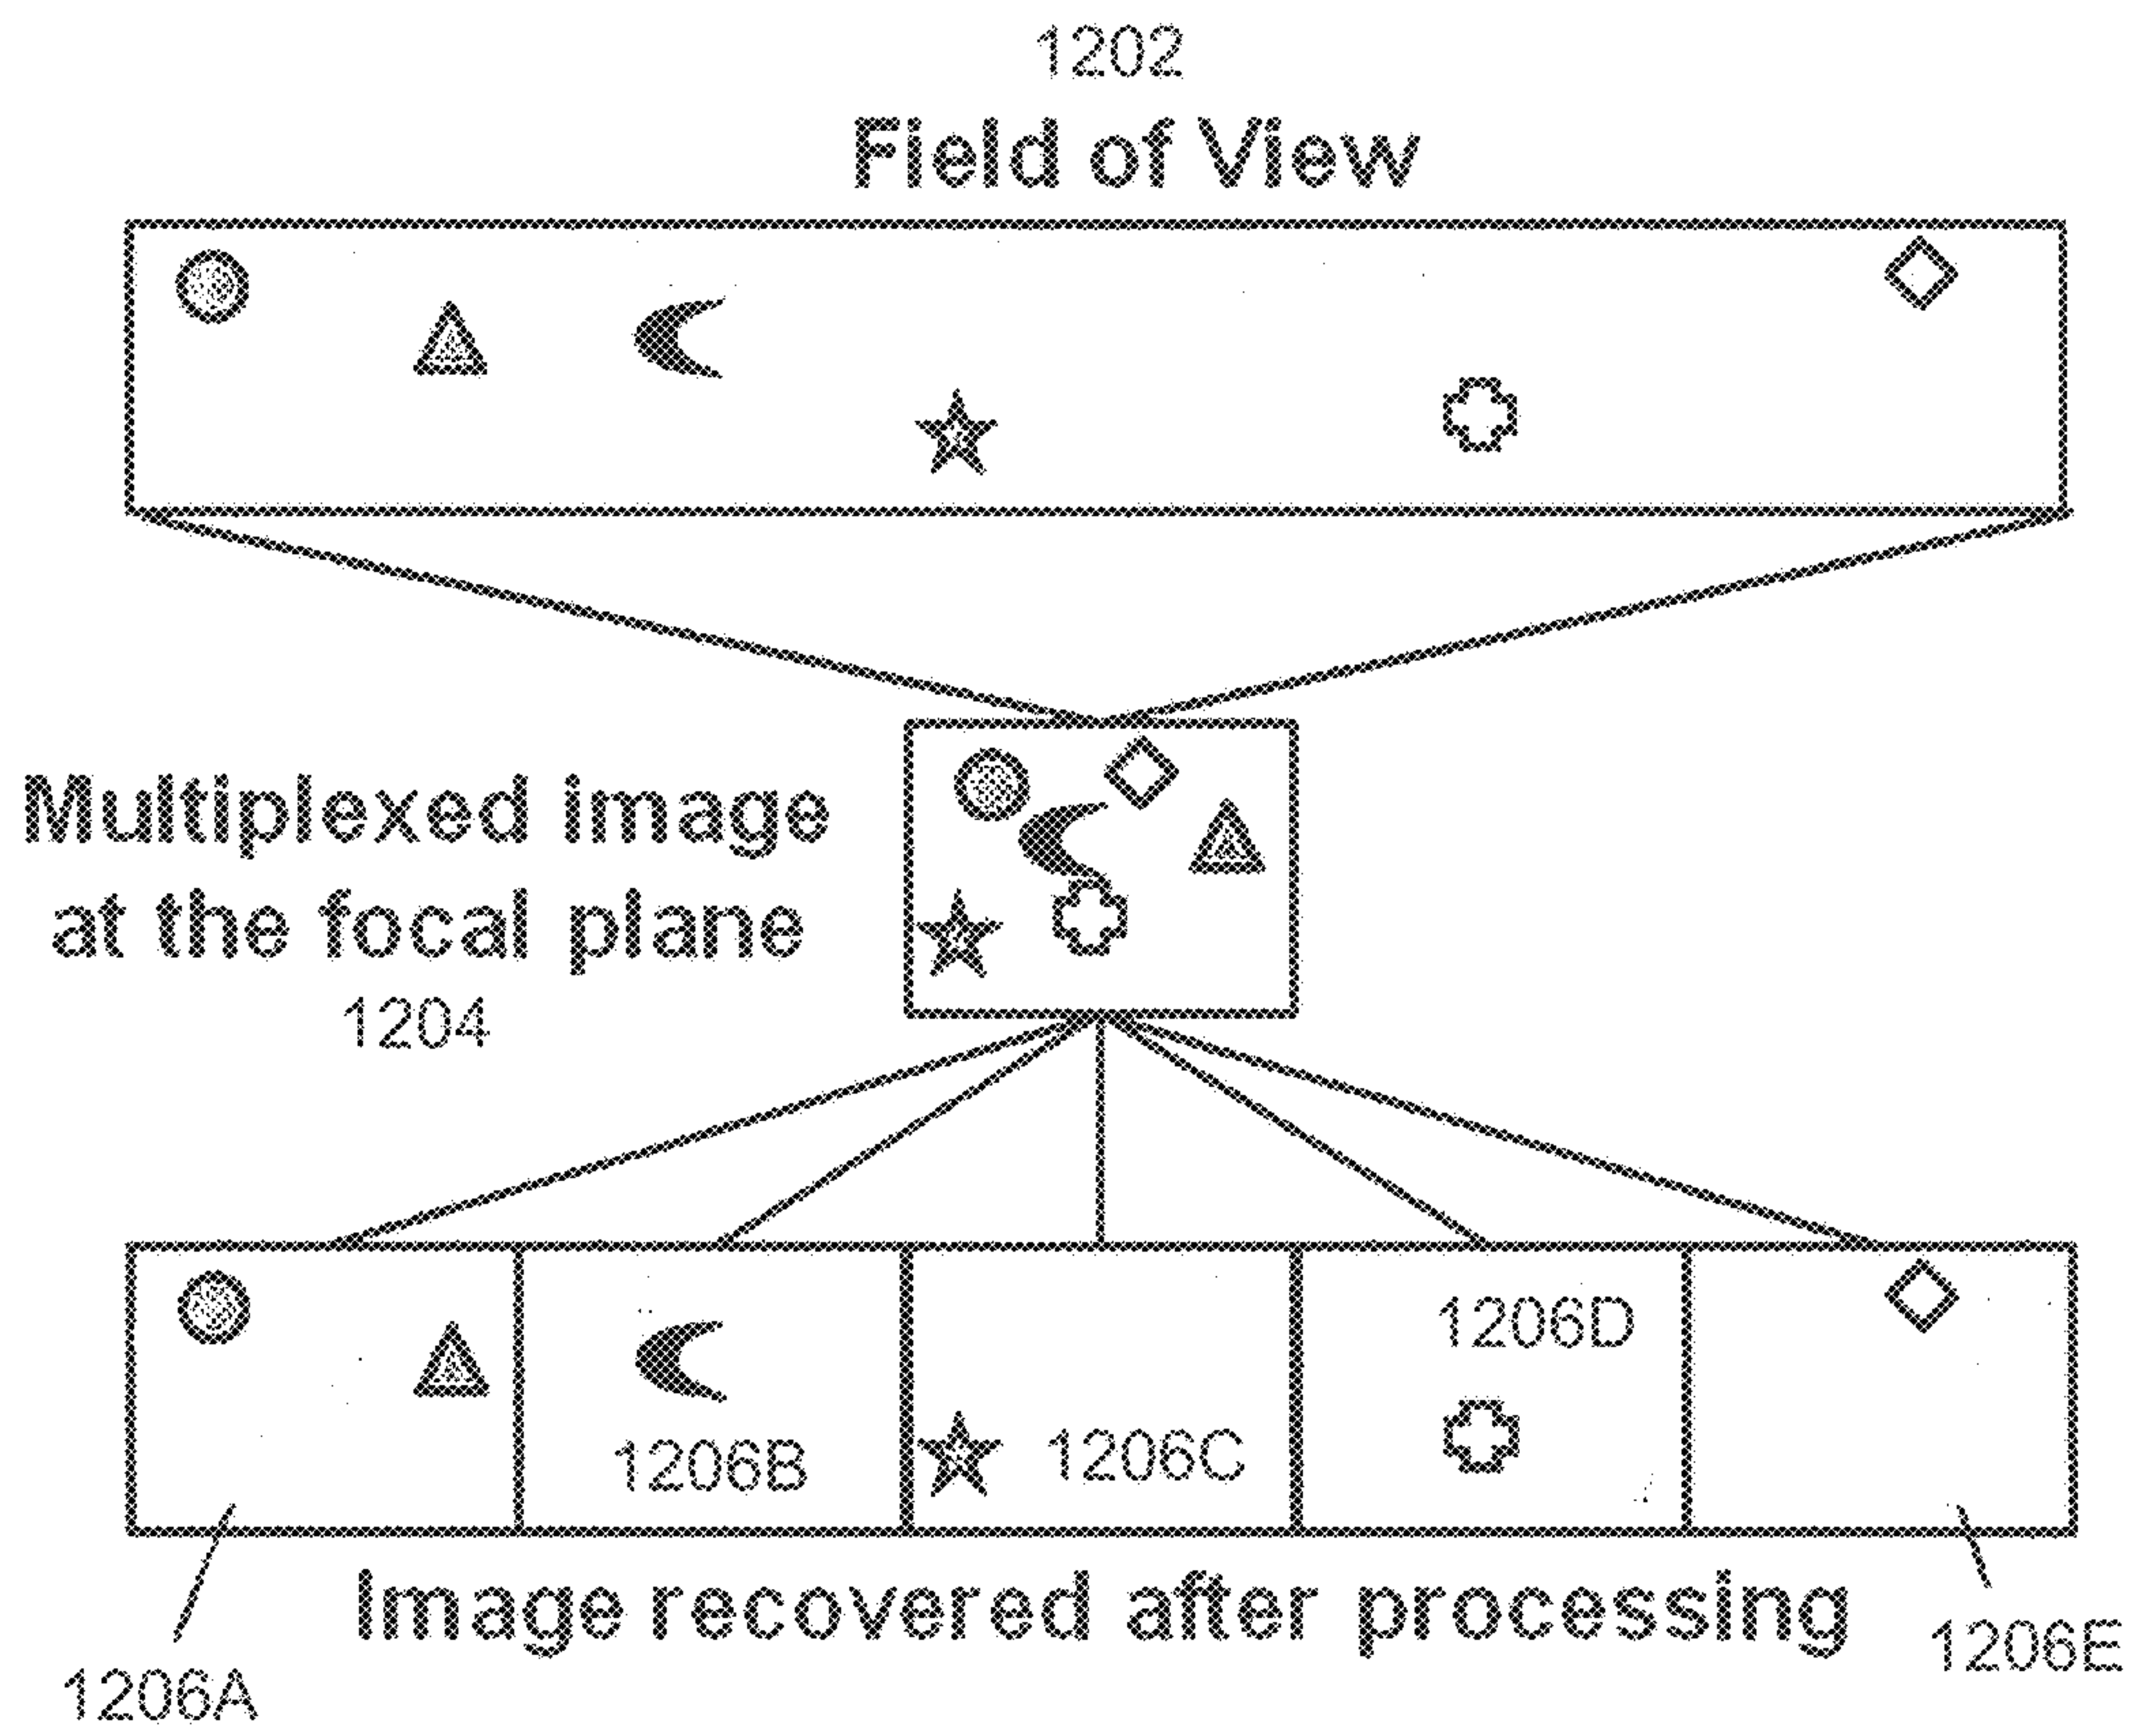 1202
Field of View
Multiplexed image
at the focal plane
1204
1206D
1206B
1206C
Image recovered after processing
1206E
1206A